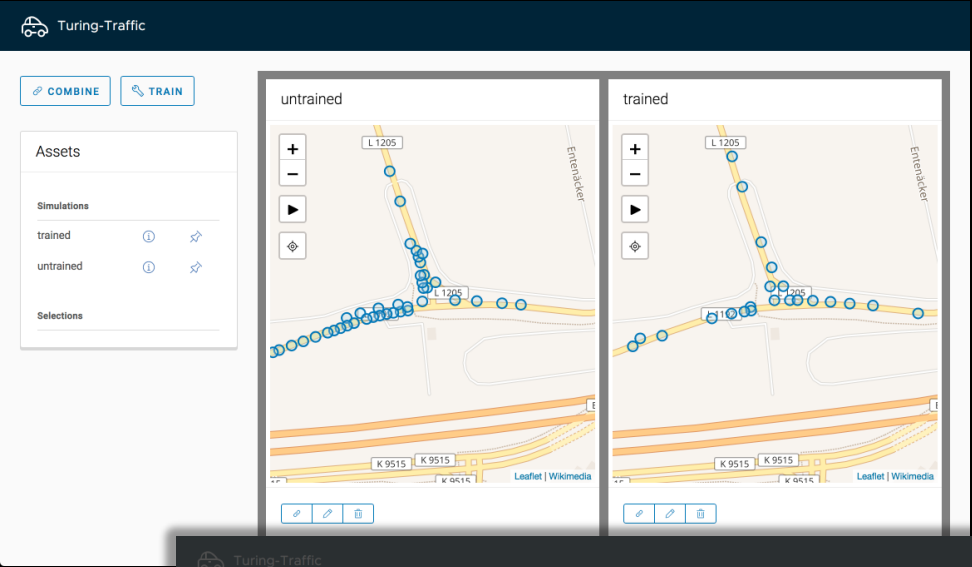 Turing-Traffic
COMBINE
TRAIN
Assets
Simulations
trained
untrained
Selections
untrained
+
−
L 1205
Entenäcker
L 1205
K 9515
K 9515
K 9515
Leaflet | Wikimedia
trained
+
−
L 1205
Entenäcker
205
K 9515
K 9515
K 9515
Leaflet | Wikimedia
Turing-Traffic